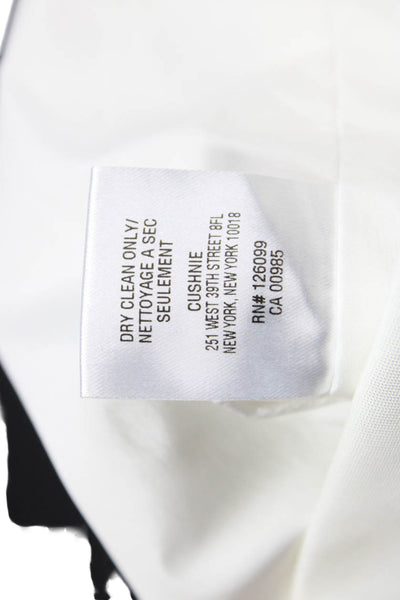 DRY CLEAN ONLY/
NETTOYAGE A SEC
SEULEMENT
CUSHNIE
251 WEST 39TH STREET 8FL
NEW YORK, NEW YORK 10018
RN# 126099
CA 00985